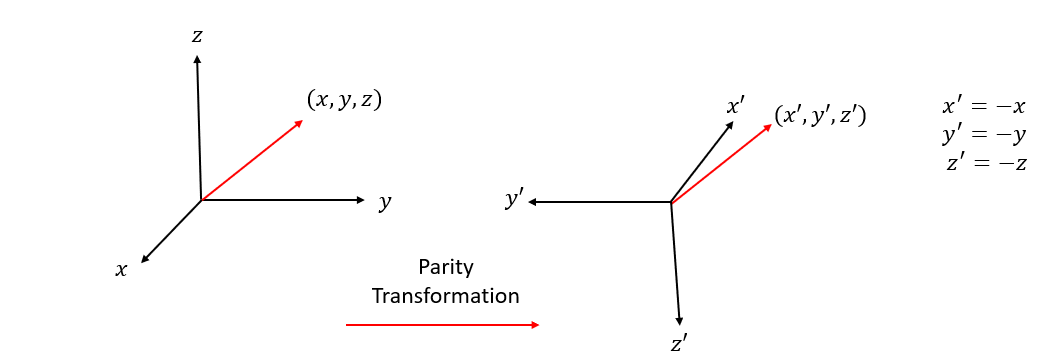 z
(x, y, z)
y
x
Parity
Transformation
x′
(x′, y′, z′)
y′
z′
x′ = −x
y′ = −y
z′ = −z